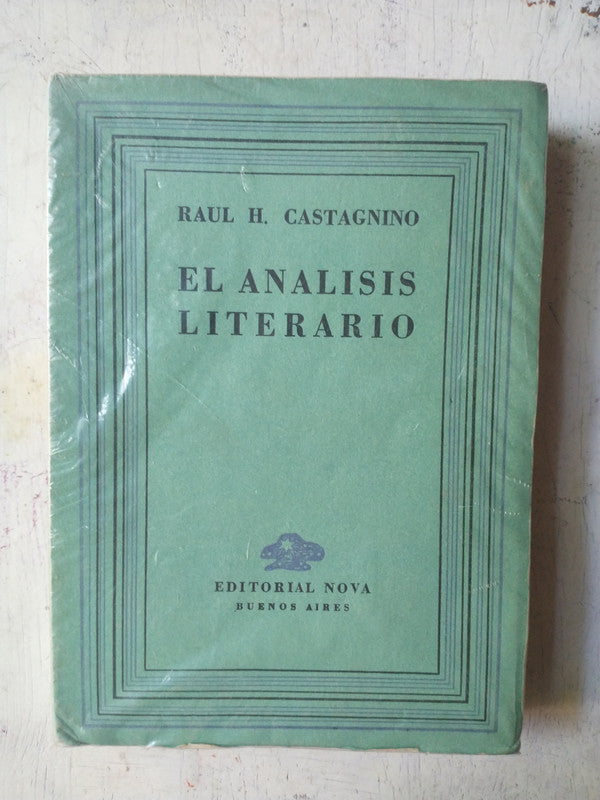 RAUL H. CASTAGNINO
EL ANALISIS
LITERARIO
EDITORIAL NOVA
BUENOS AIRES